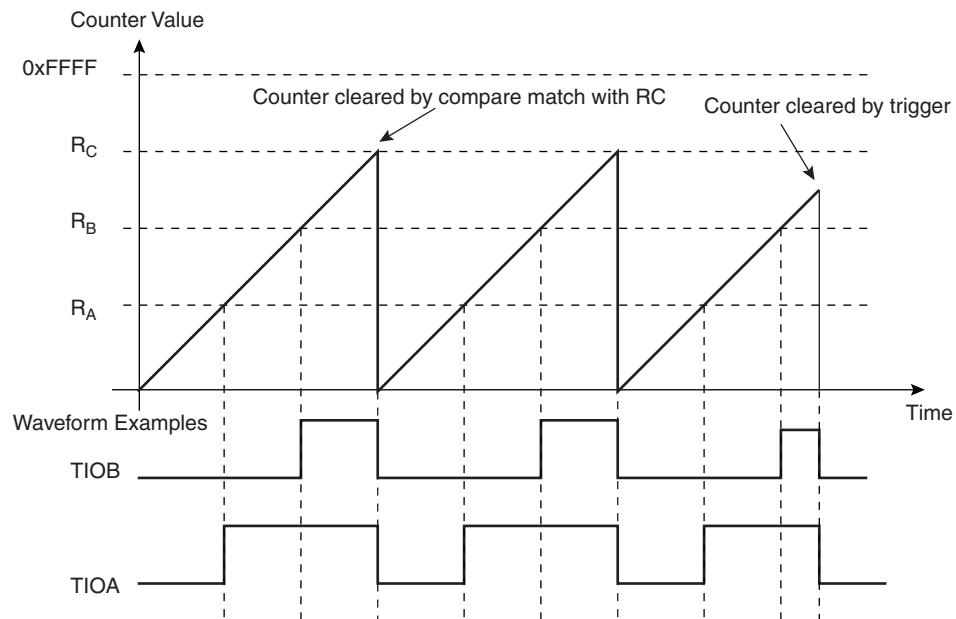 Counter Value
0xFFFF
Counter cleared by compare match with RC
Counter cleared by trigger
RC
RB
RA
Time
Waveform Examples
TIOB
TIOA